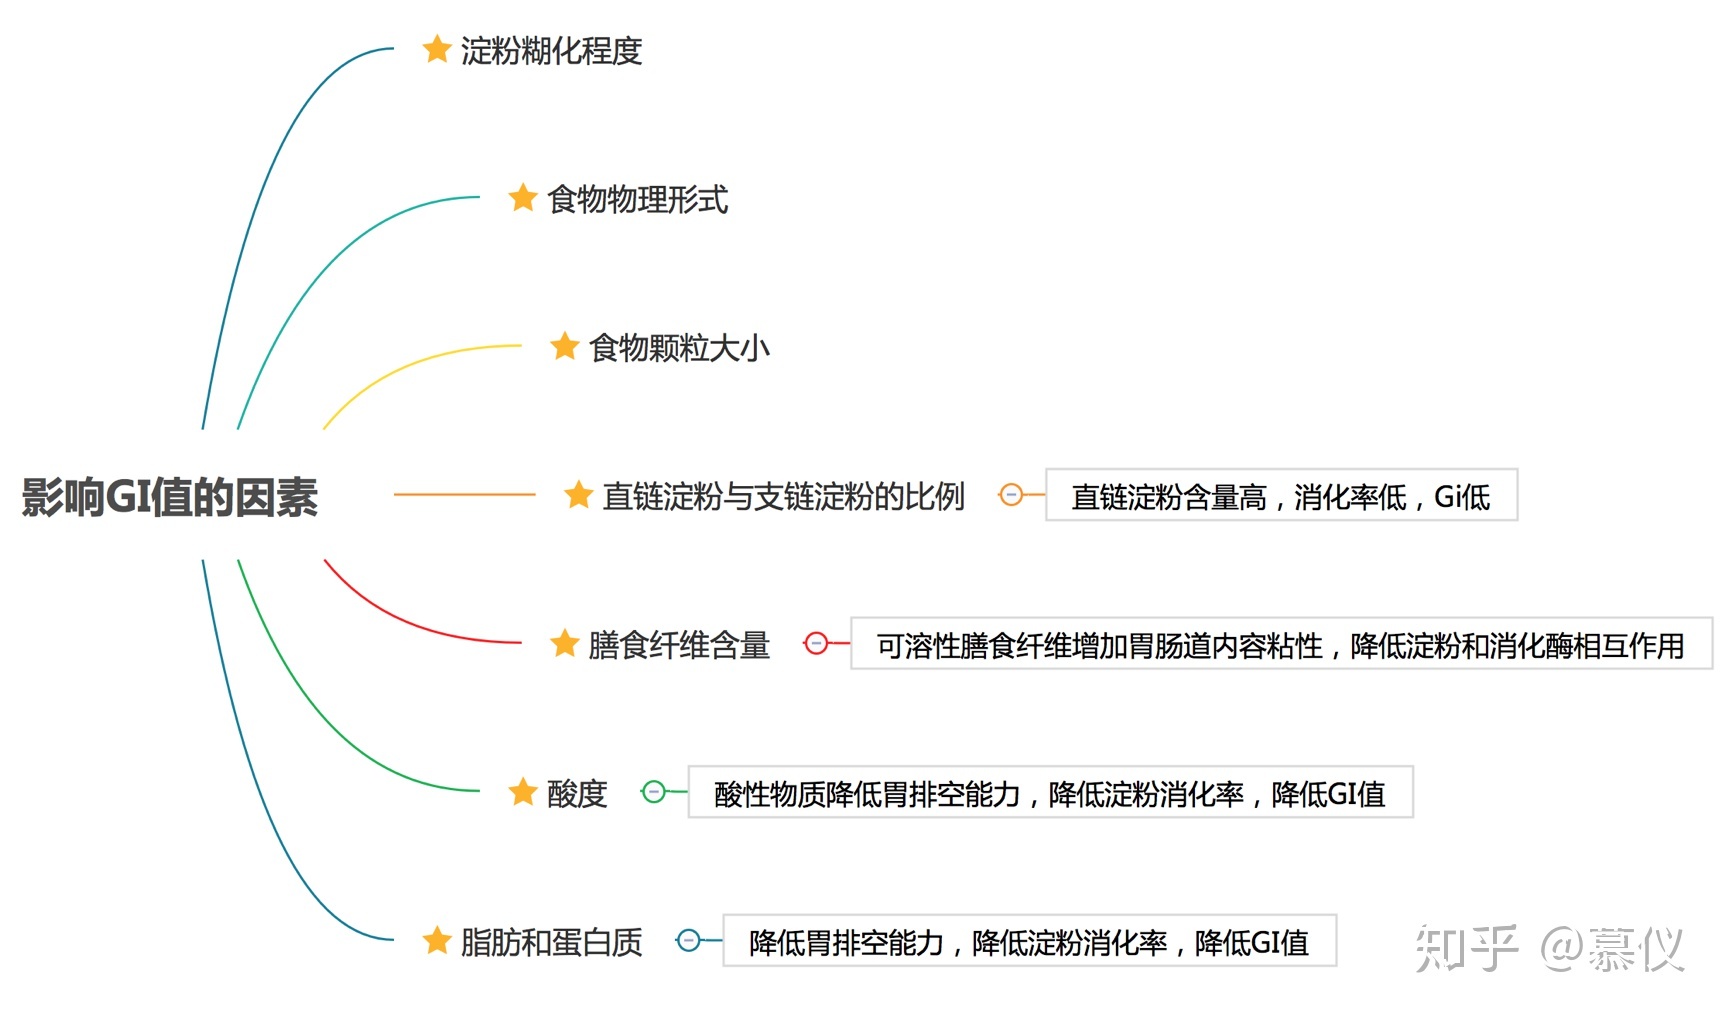 淀粉糊化程度
食物物理形式
食物颗粒大小
影响GI值的因素
直链淀粉与支链淀粉的比例
直链淀粉含量高，消化率低，Gi低
膳食纤维含量
可溶性膳食纤维增加胃肠道内容粘性，降低淀粉和消化酶相互作用
酸度
酸性物质降低胃排空能力，降低淀粉消化率，降低GI值
脂肪和蛋白质
降低胃排空能力，降低淀粉消化率，降低GI值
知乎 @慕仪